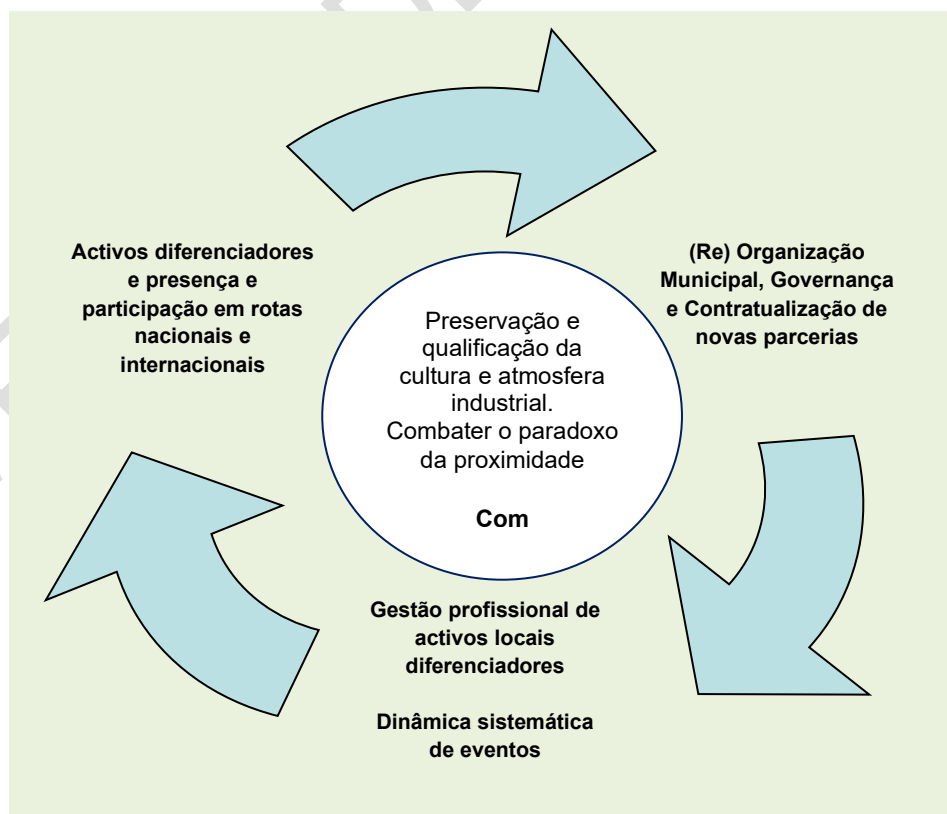 Activos diferenciadores
e presença e
participação em rotas
nacionais e
internacionais
(Re) Organização
Municipal, Governança
e Contratualização de
novas parcerias
Preservação e
qualificação da
cultura e atmosfera
industrial.
Combater o paradoxo
da proximidade
Com
Gestão profissional de
activos locais
diferenciadores
Dinâmica sistemática
de eventos